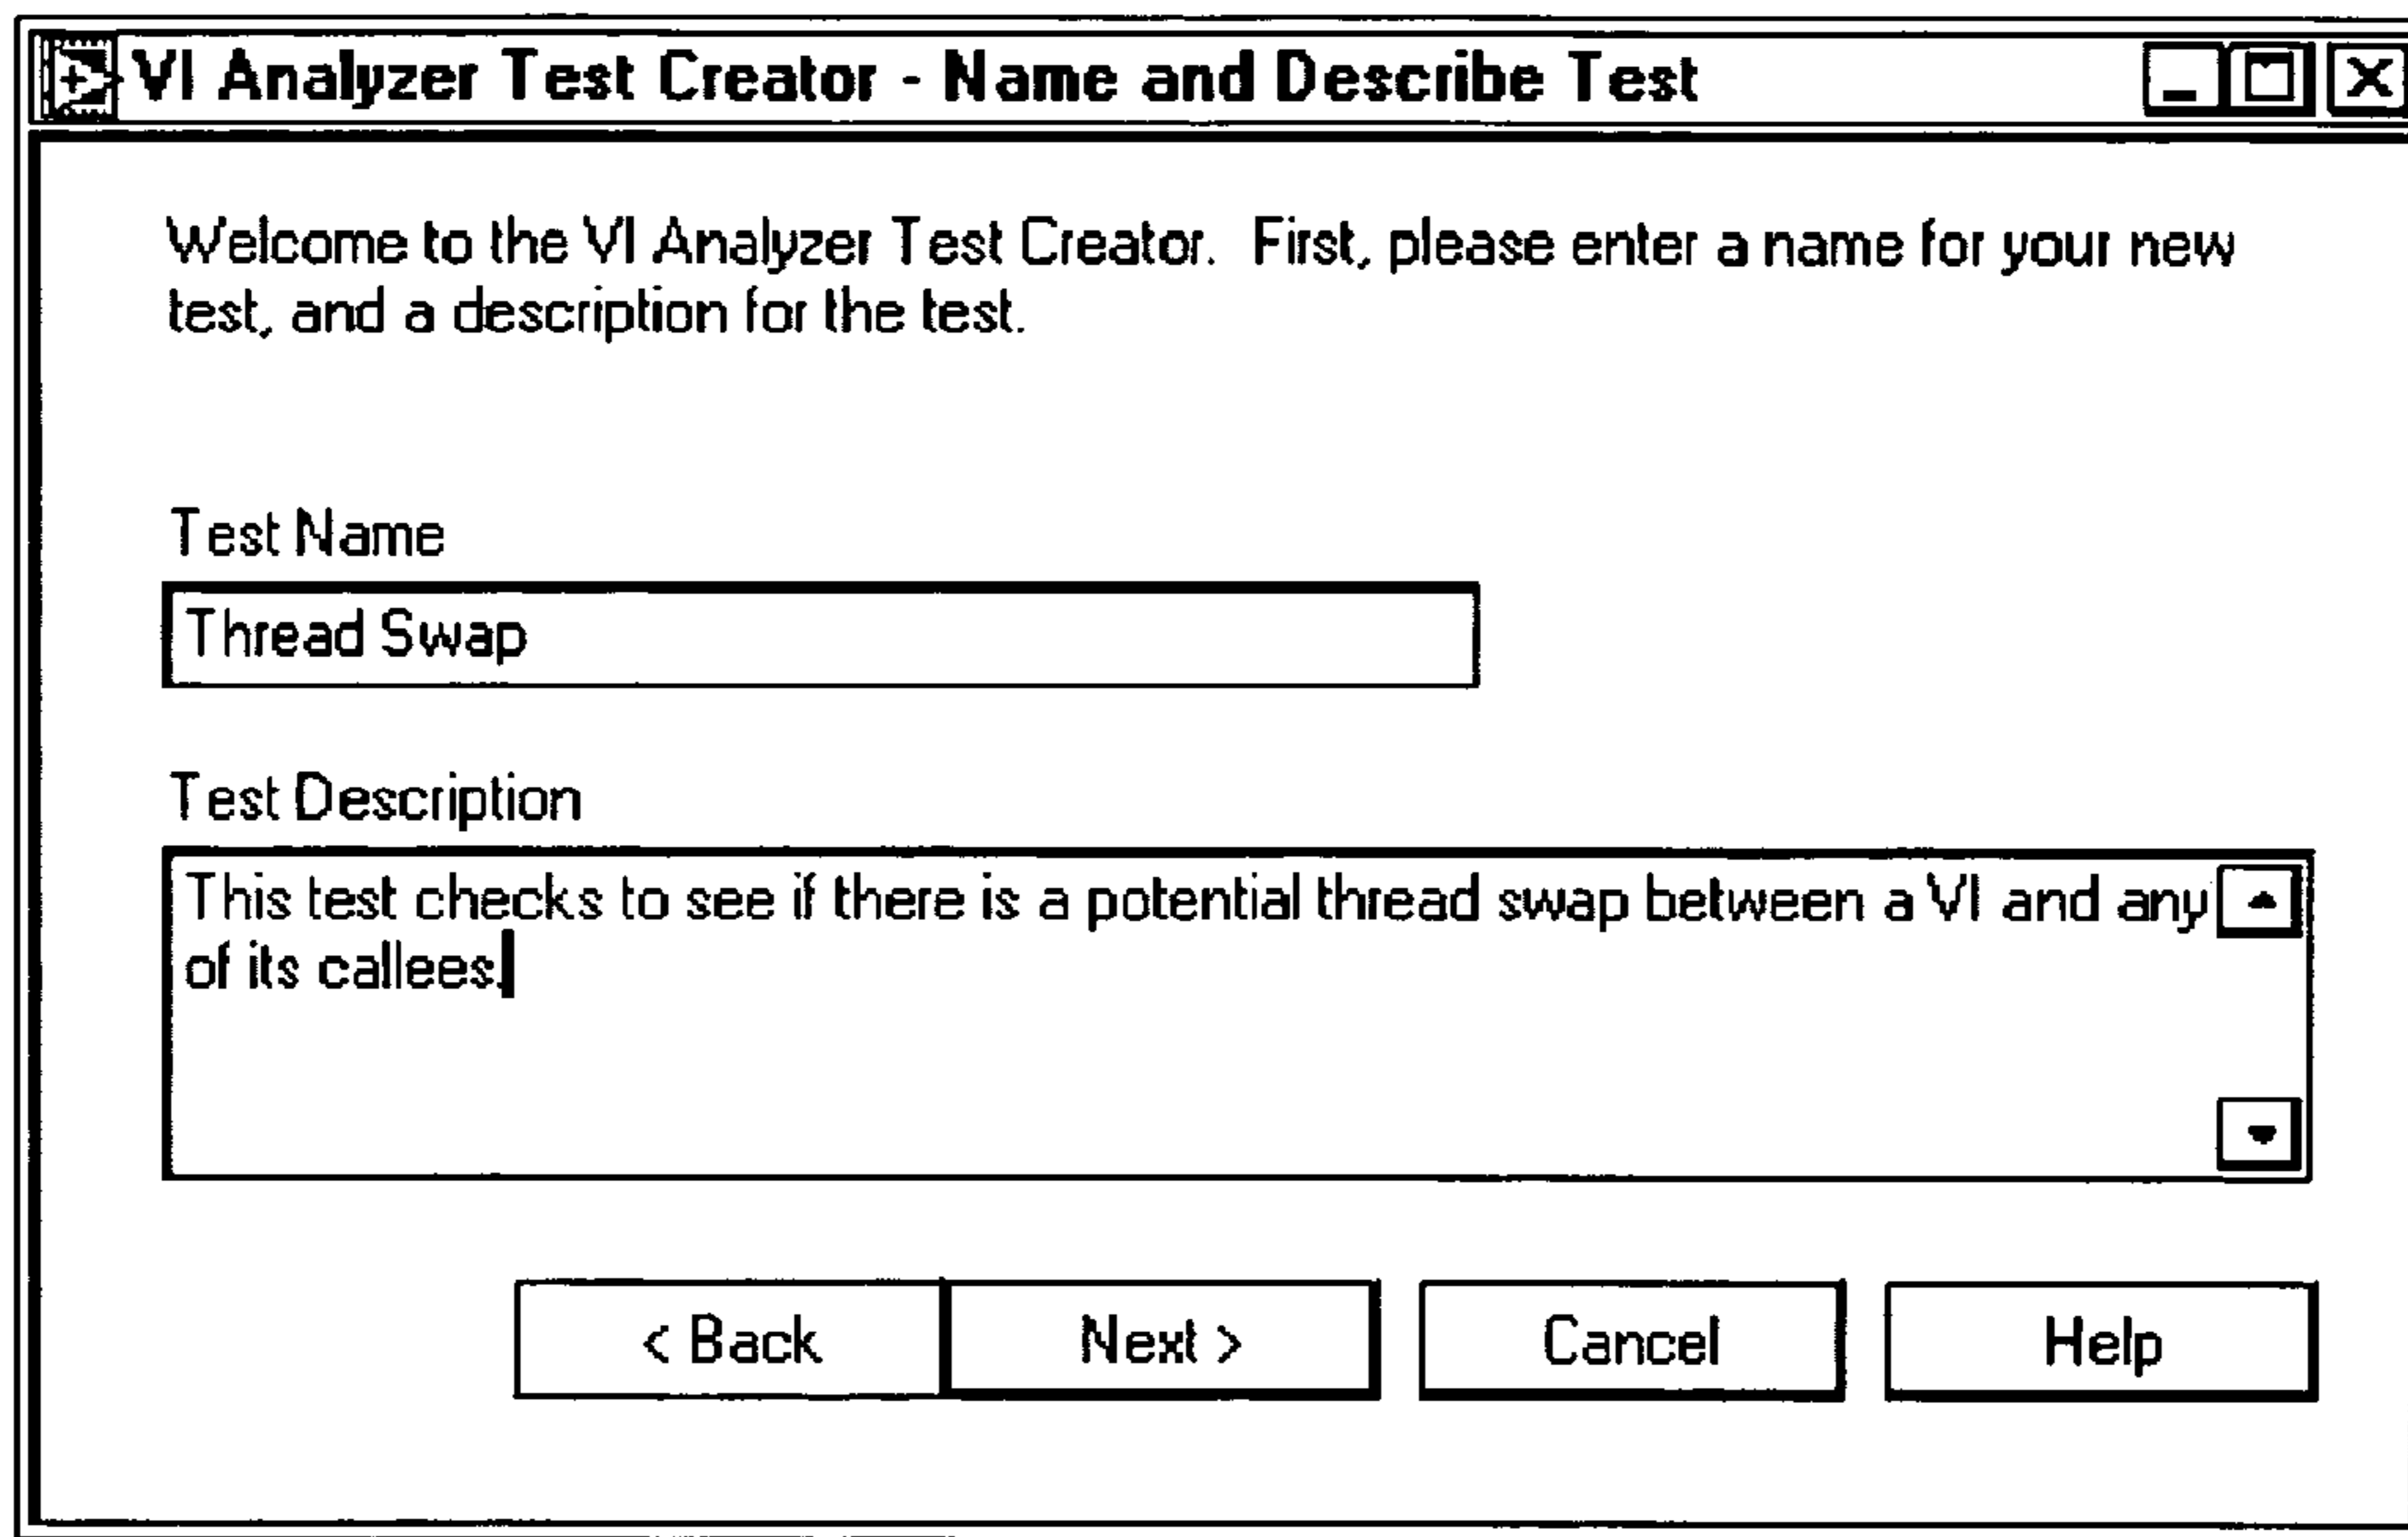 VI Analyzer Test Creator - Name and Describe Test
Welcome to the VI Analyzer Test Creator.  First, please enter a name for your new
test, and a description for the test.
Test Name
Thread Swap
Test Description
This test checks to see if there is a potential thread swap between a VI and any
of its callees.
< Back
Next >
Cancel
Help